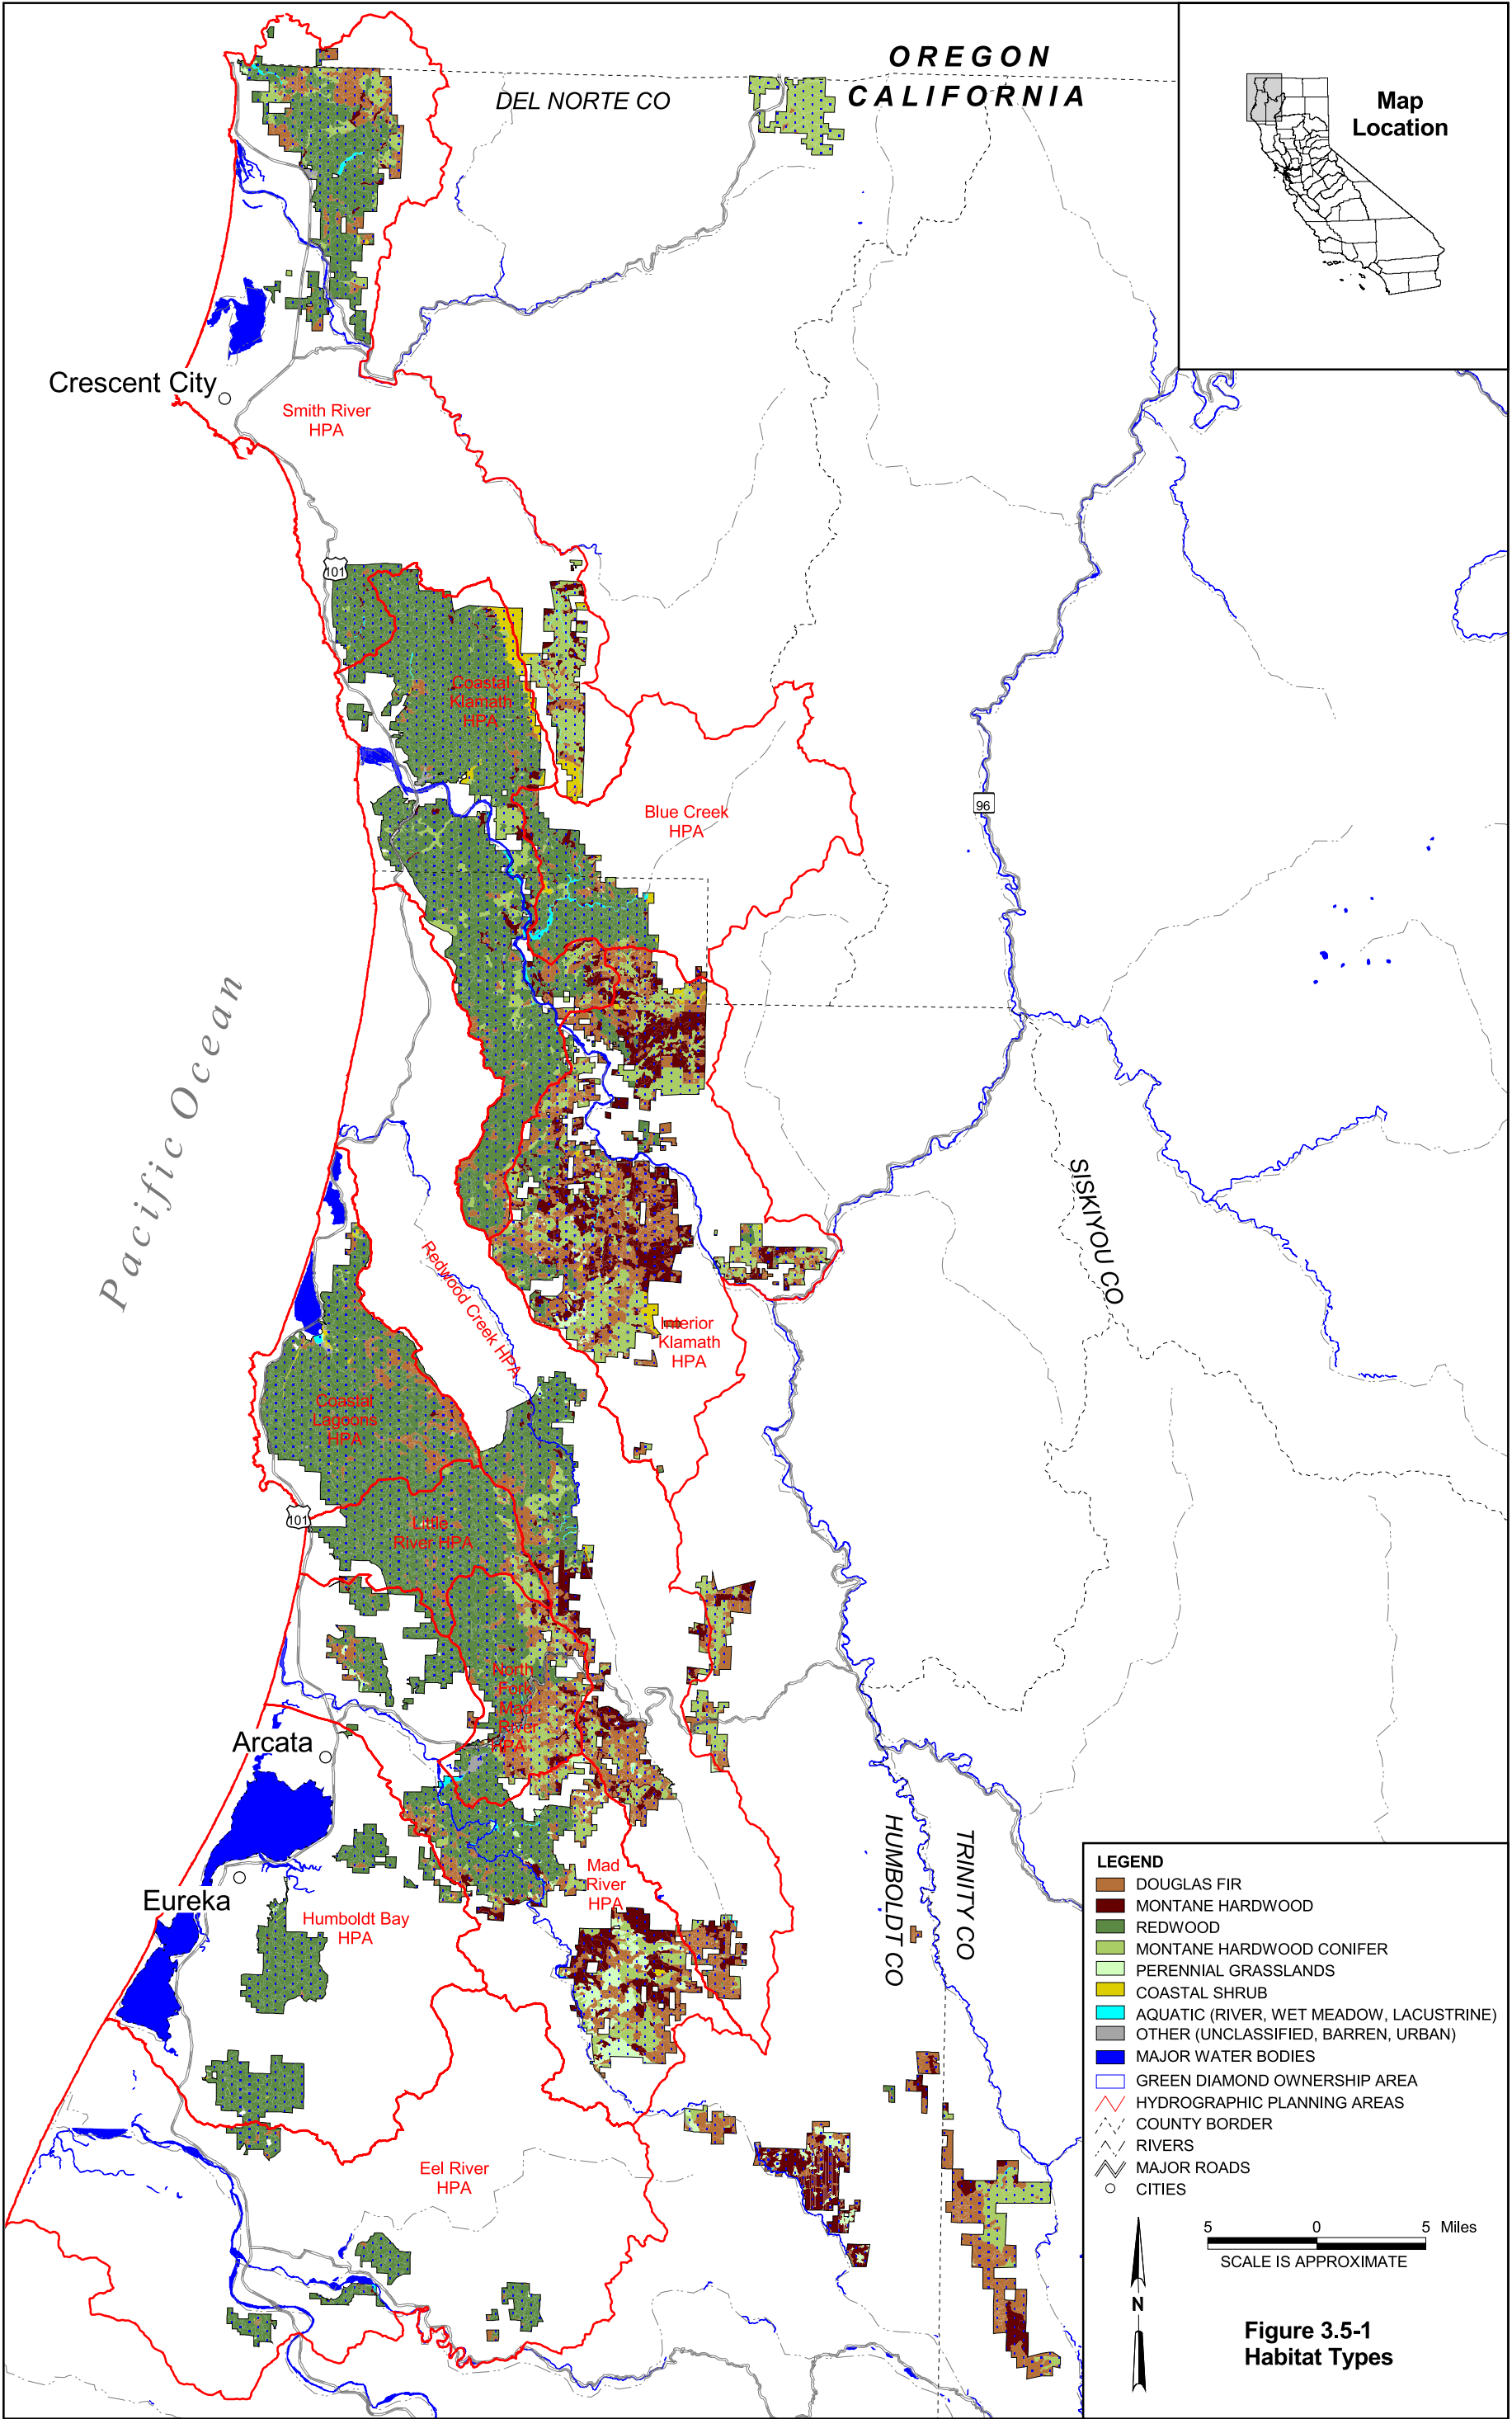 OREGON
CALIFORNIA
DEL NORTE CO
Map
Location
Crescent City
Smith River
HPA
101
Coastal
Klamath
HPA
Blue Creek
HPA
96
Pacific Ocean
SISKIYOU CO
Redwood Creek HPA
Interior
Klamath
HPA
Coastal
Lagoons
HPA
101
Little
River HPA
North
Fork
Mad
River
HPA
Arcata
Eureka
Humboldt Bay
HPA
Mad
River
HPA
HUMBOLDT CO
TRINITY CO
Eel River
HPA
LEGEND
DOUGLAS FIR
MONTANE HARDWOOD
REDWOOD
MONTANE HARDWOOD CONIFER
PERENNIAL GRASSLANDS
COASTAL SHRUB
AQUATIC (RIVER, WET MEADOW, LACUSTRINE)
OTHER (UNCLASSIFIED, BARREN, URBAN)
MAJOR WATER BODIES
GREEN DIAMOND OWNERSHIP AREA
HYDROGRAPHIC PLANNING AREAS
COUNTY BORDER
RIVERS
MAJOR ROADS
CITIES
5 0 5 Miles
SCALE IS APPROXIMATE
N
Figure 3.5-1
Habitat Types